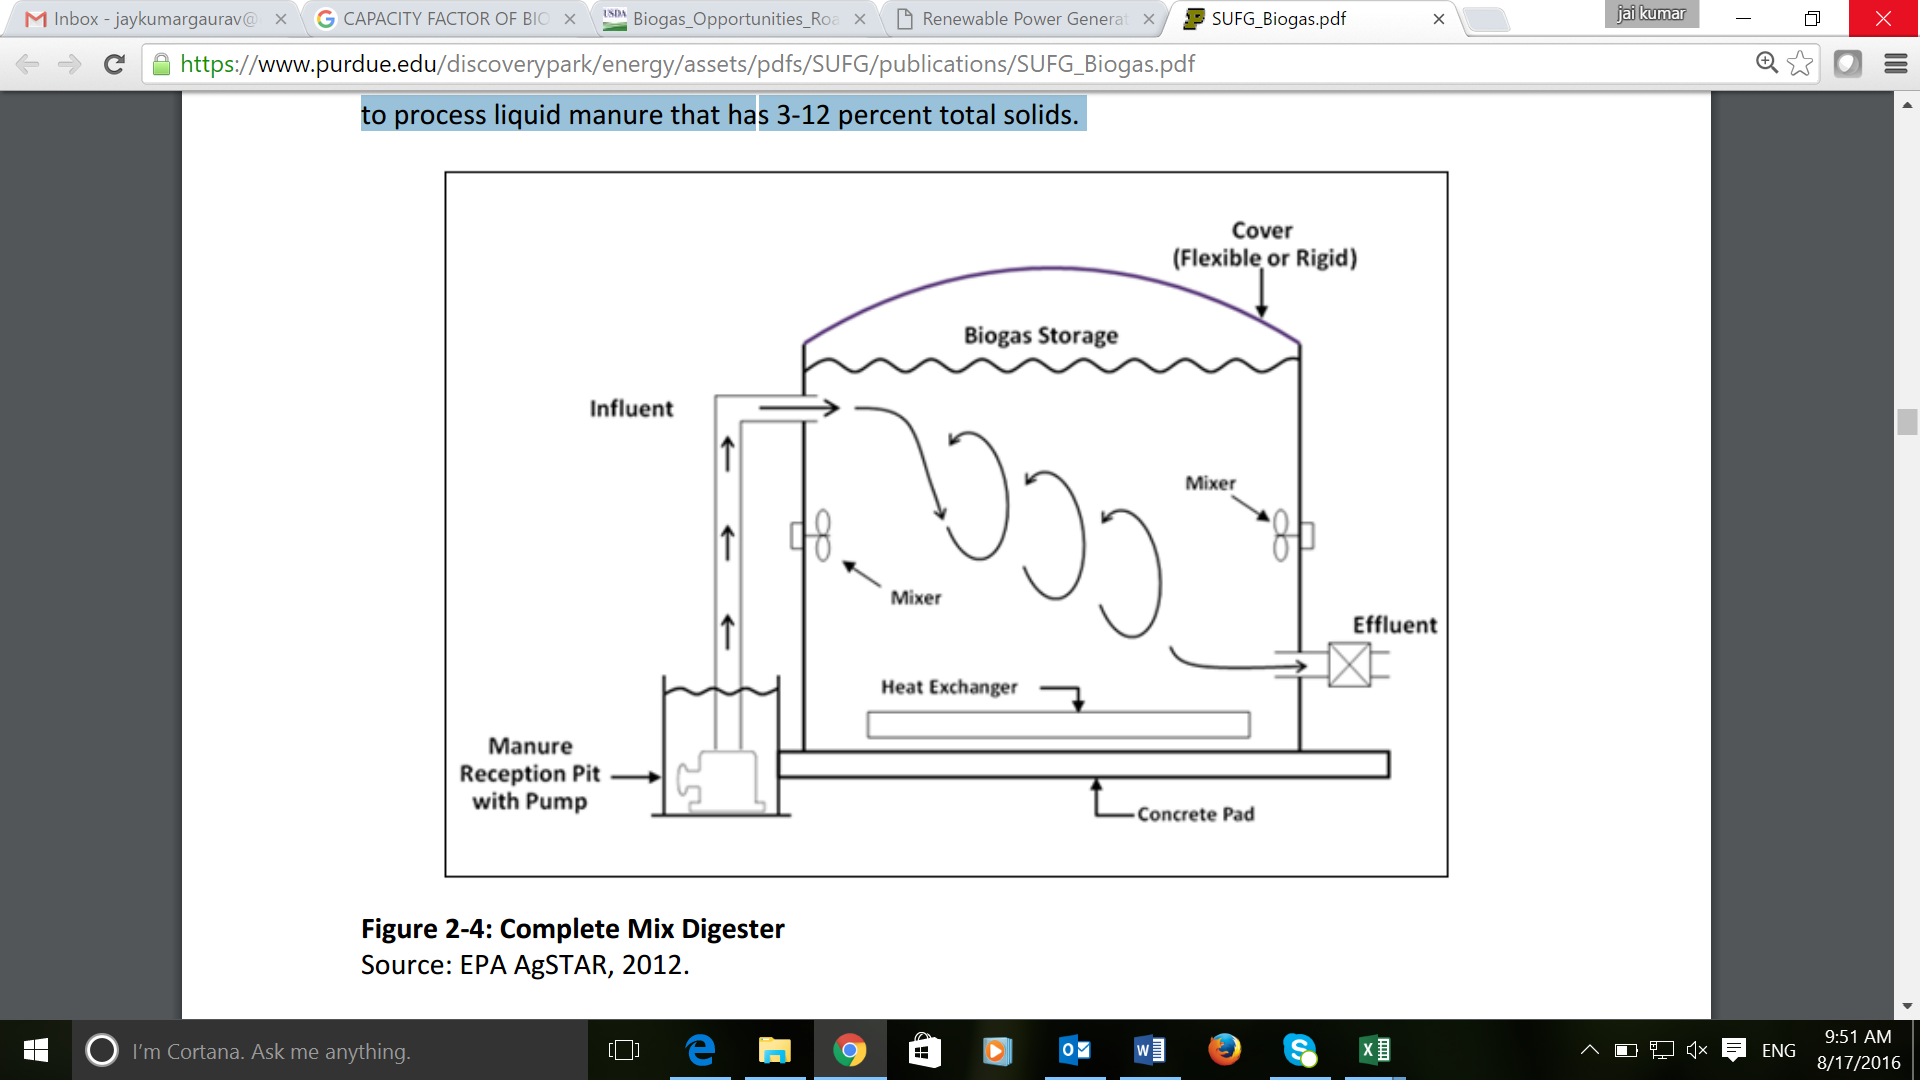 Inbox - jaykumargaurav@
CAPACITY FACTOR OF BIO
USDA
Biogas_Opportunities_Roa
Renewable Power Generat
SUFG_Biogas.pdf
jai kumar
https://www.purdue.edu/discoverypark/energy/assets/pdfs/SUFG/publications/SUFG_Biogas.pdf
to process liquid manure that has 3-12 percent total solids.
Cover
(Flexible or Rigid)
Biogas Storage
Influent
Mixer
Mixer
Effluent
Heat Exchanger
Manure
Reception Pit
with Pump
Concrete Pad
Figure 2-4: Complete Mix Digester
Source: EPA AgSTAR, 2012.
I'm Cortana. Ask me anything.
ENG
9:51 AM
8/17/2016